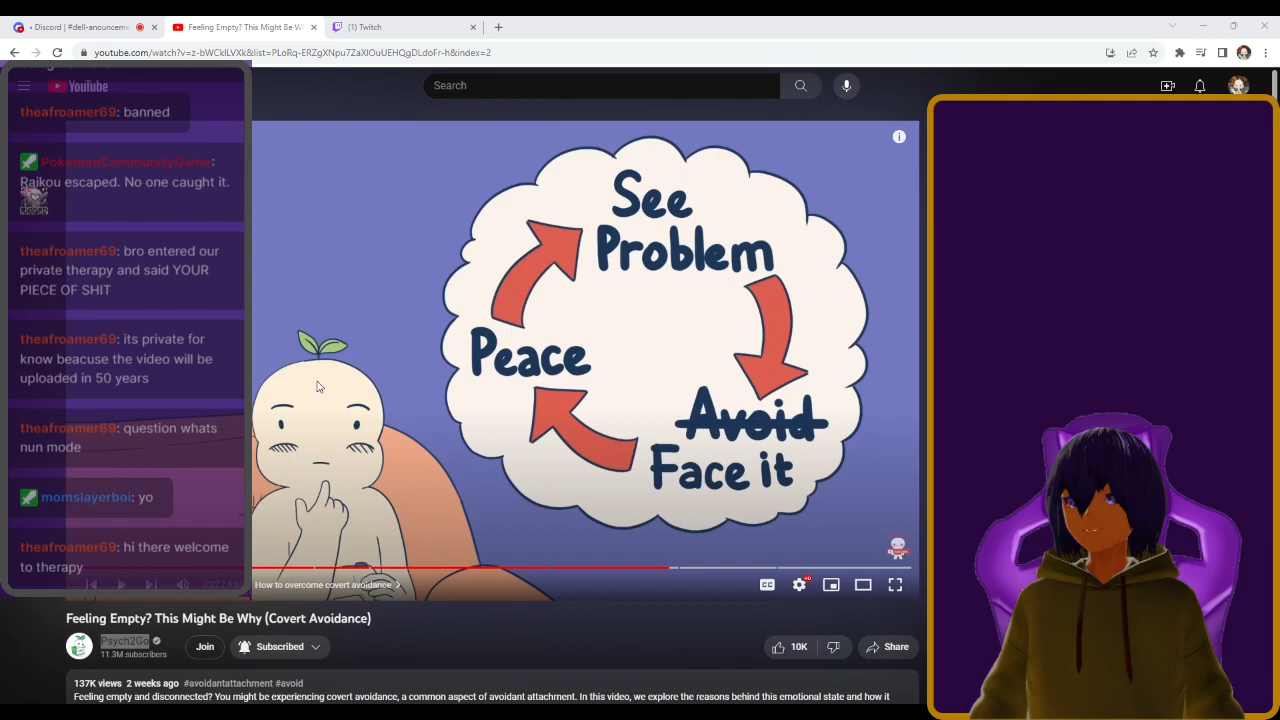 Discord | #dell-anounceme
Feeling Empty? This Might Be W
(1) Twitch
youtube.com/watch?v=z-bWCkILVXk&list=PLoRq-ERZgXNpu7ZaXIOuUEHQgDLdoFr-h&index=2
YouTube
Search
theafroamer69: banned
PokemonCommunityGame:
Raikou escaped. No one caught it.
theafroamer69: bro entered our
private therapy and said YOUR
PIECE OF SHIT
theafroamer69: its private for
know beacuse the video will be
uploaded in 50 years
theafroamer69: question whats
nun mode
momslayerboi: yo
theafroamer69: hi there welcome
to therapy
See
Problem
Peace
Avoid
Face it
How to overcome covert avoidance
CC
HD
Feeling Empty? This Might Be Why (Covert Avoidance)
Psych2Go
11.3M subscribers
Join
Subscribed
10K
Share
137K views 2 weeks ago #avoidantattachment #avoid
Feeling empty and disconnected? You might be experiencing covert avoidance, a common aspect of avoidant attachment. In this video, we explore the reasons behind this emotional state and how it